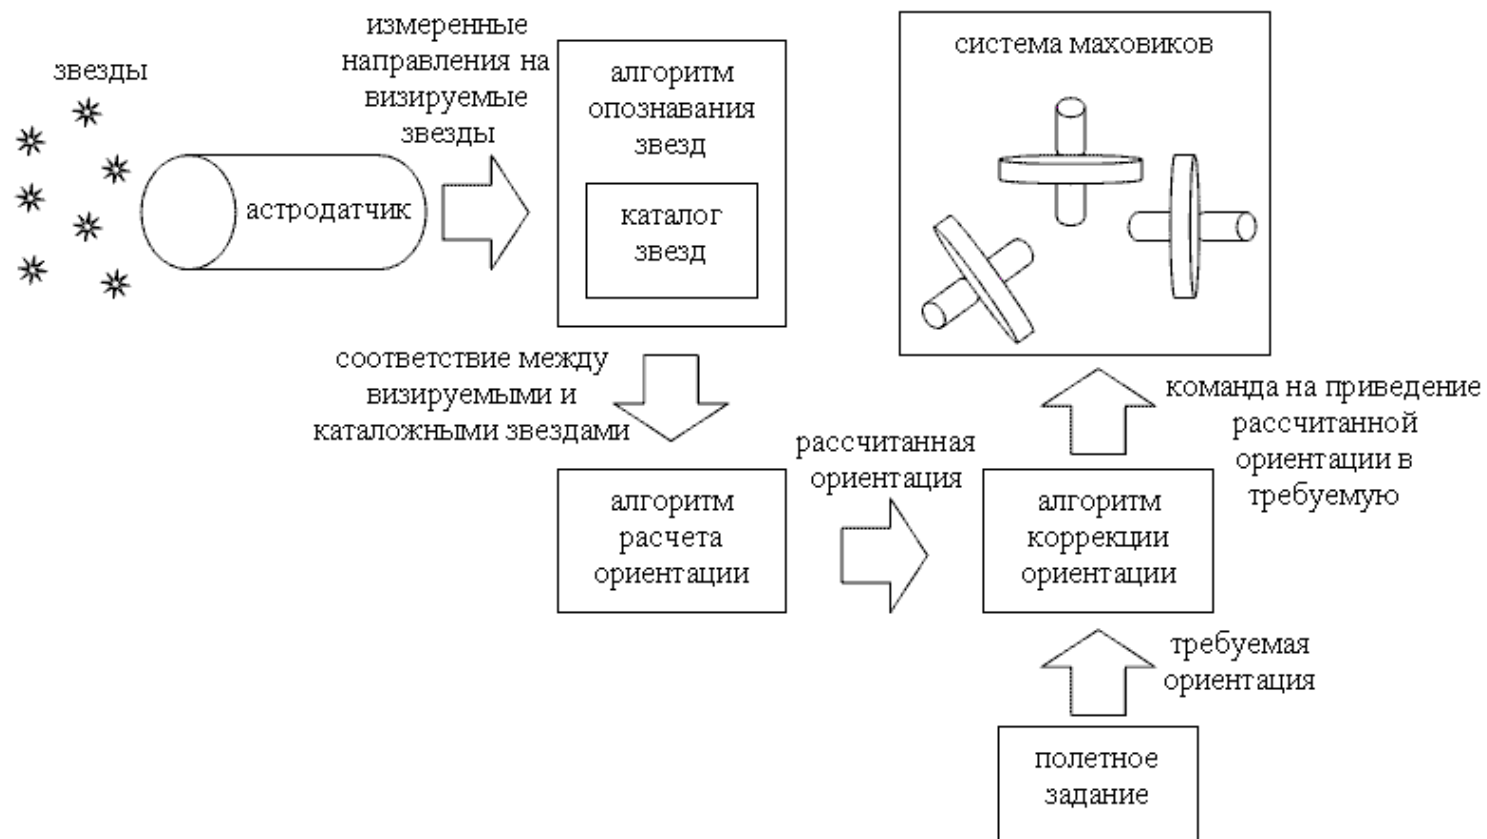 звезды
астродатчик
измеренные
направления на
визируемые
звезды
алгоритм
опознавания
звезд
каталог
звезд
соответствие между
визируемыми и
каталожными звездами
алгоритм
расчета
ориентации
рассчитанная
ориентация
алгоритм
коррекции
ориентации
полетное
задание
требуемая
ориентация
команда на приведение
рассчитанной
ориентации в
требуемую
система маховиков